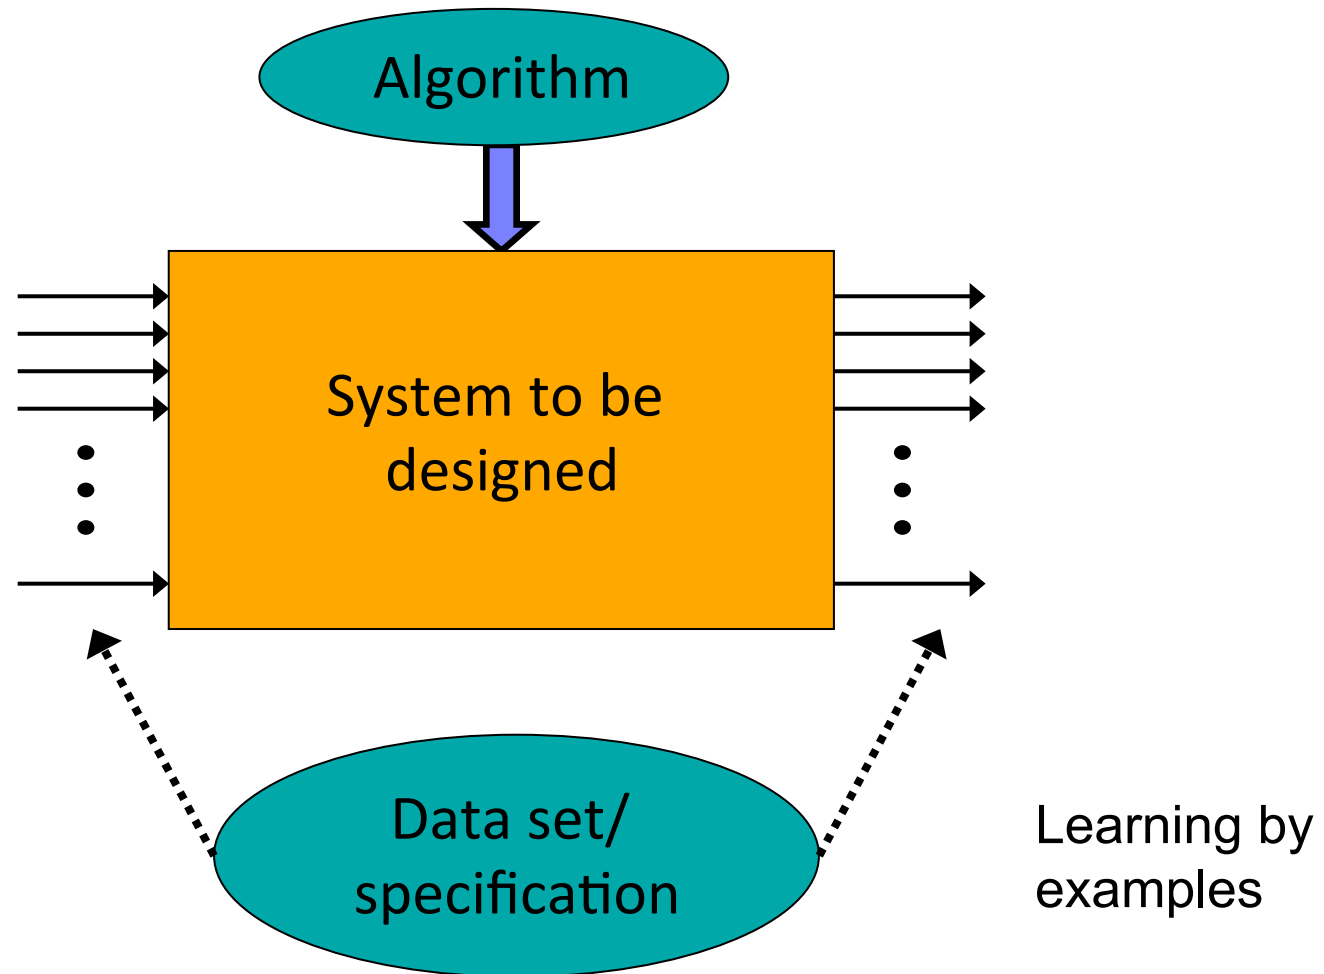 Algorithm
System to be
designed
Data set/
specification
Learning by
examples